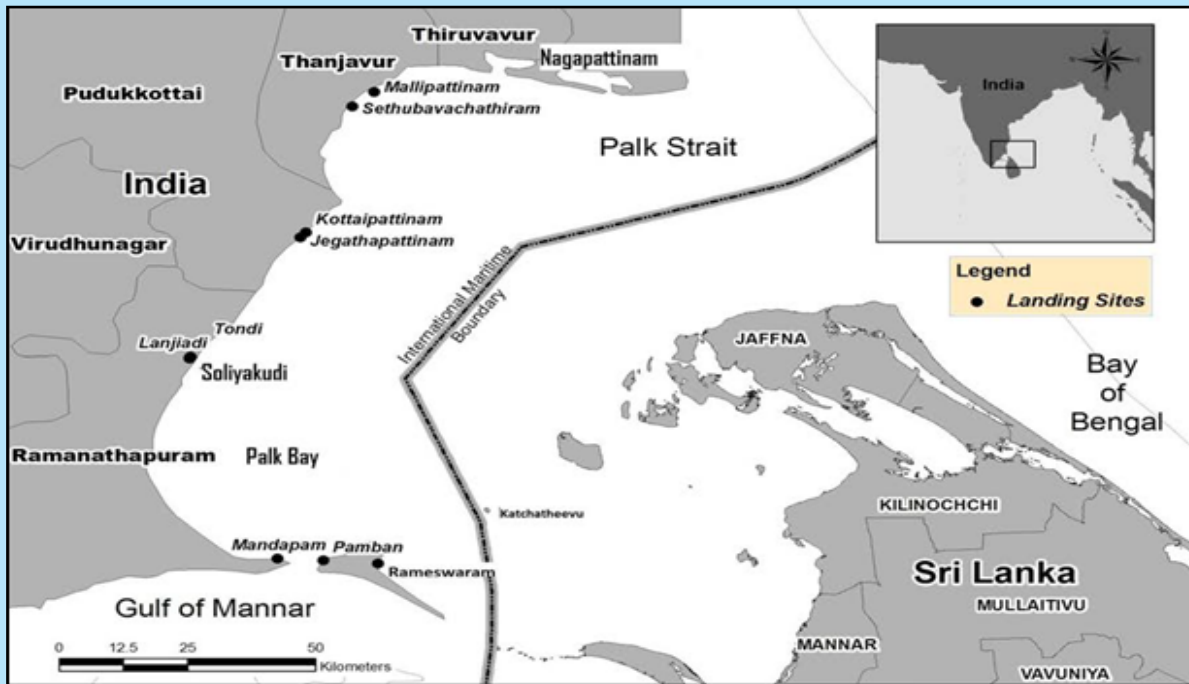 Thiruvavur
Thanjavur
Nagapattinam
Mallipattinam
Sethubavachathiram
Pudukkottai
Palk Strait
India
Kottaipattinam
Jegathapattinam
Virudhunagar
International Maritime
Boundary
Tondi
Lanjiadi
Soliyakudi
Ramanathapuram
Palk Bay
Katchatheevu
Mandapam
Pamban
Rameswaram
Gulf of Mannar
0 12.5 25 50
Kilometers
India
Legend
Landing Sites
JAFFNA
Bay
of
Bengal
KILINOCHCHI
Sri Lanka
MULLAITIVU
MANNAR
VAVUNIYA